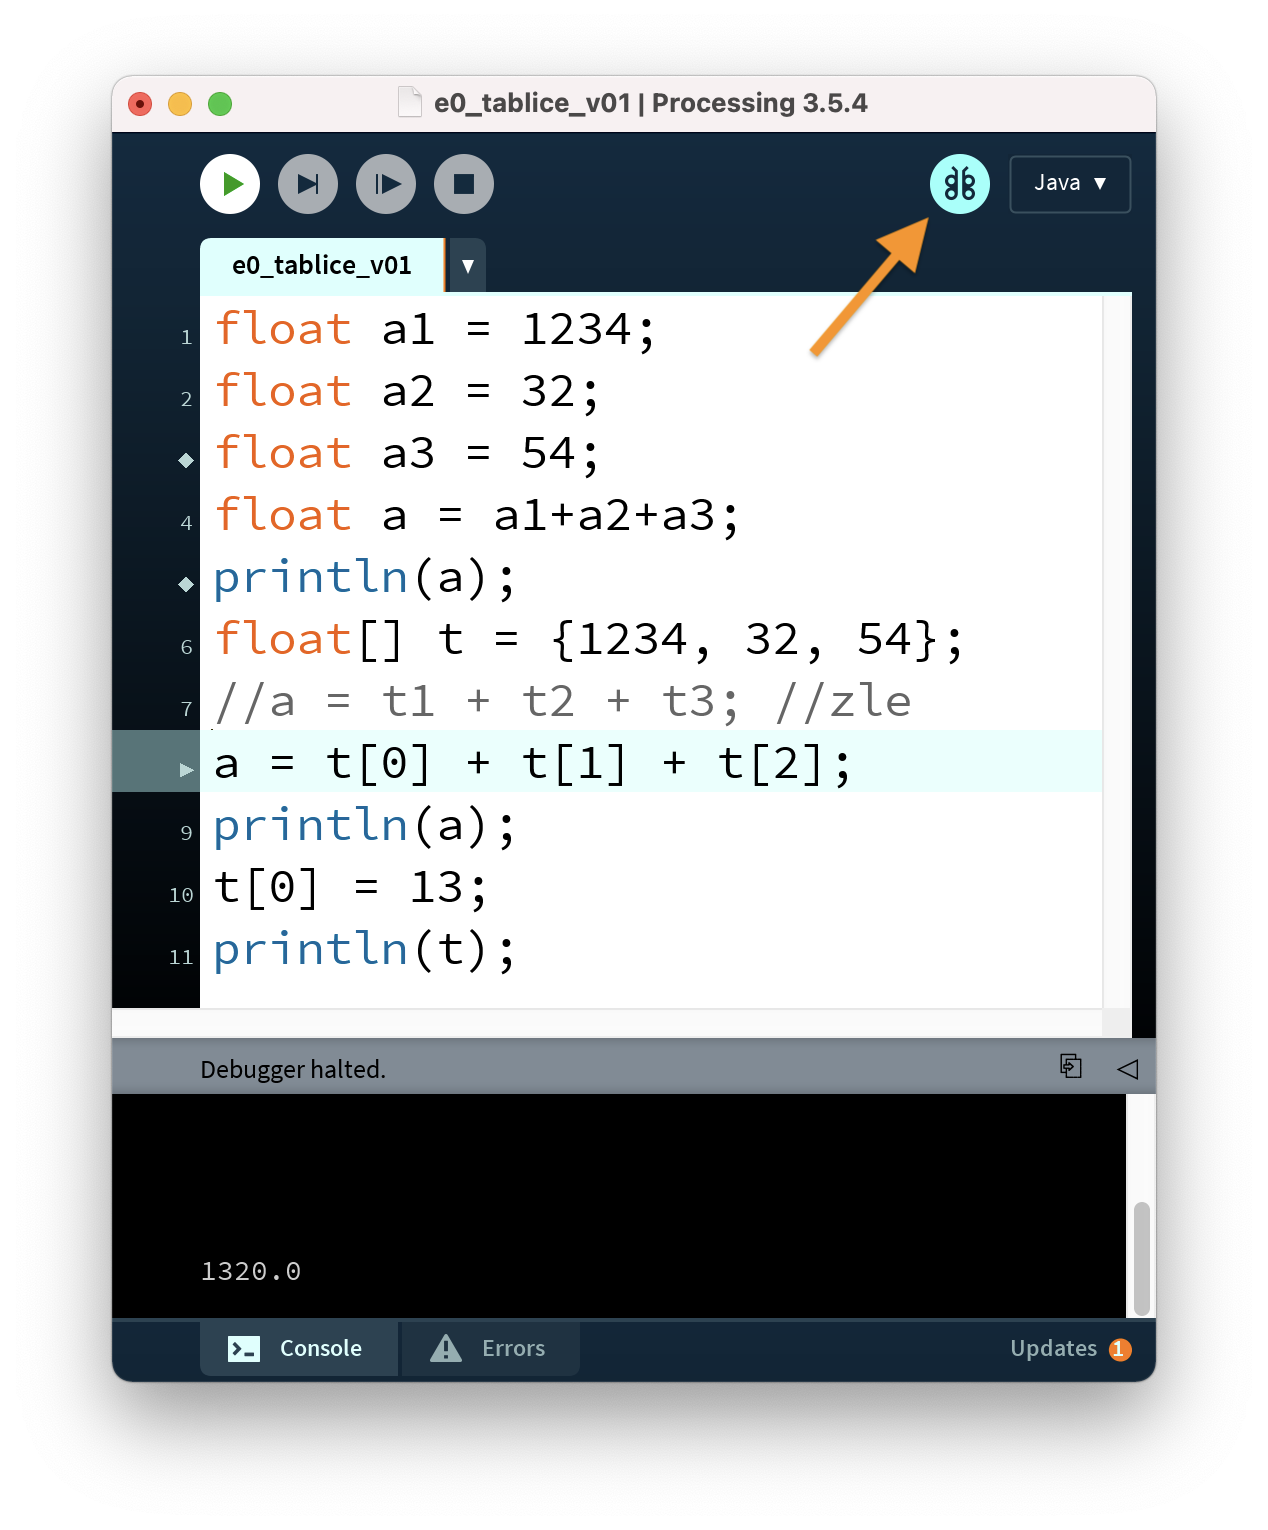 e0_tablice_v01 | Processing 3.5.4
Java ▼
e0_tablice_v01 ▼
1 float a1 = 1234;
2 float a2 = 32;
◆ float a3 = 54;
4 float a = a1+a2+a3;
◆ println(a);
6 float[] t = {1234, 32, 54};
7 //a = t1 + t2 + t3; //zle
▶ a = t[0] + t[1] + t[2];
9 println(a);
10 t[0] = 13;
11 println(t);
Debugger halted.
1320.0
Console Errors Updates 1